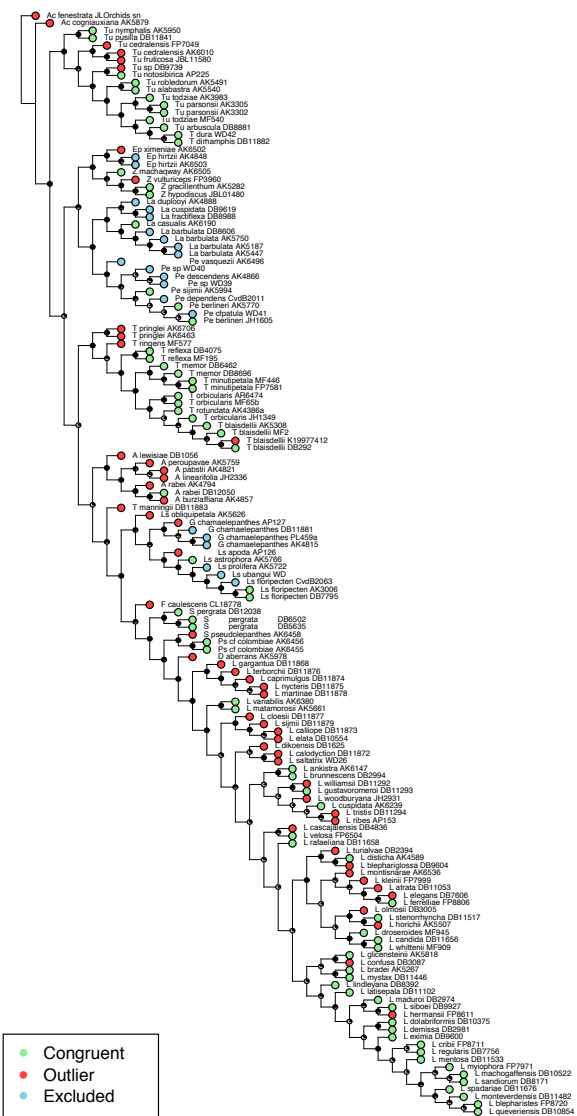 Ac fenestrata JLOrchids sn
Ac cogniauxiana AK5879
Tu nymphalis AK5950
Tu pusilla DB11841
Tu cedralensis FP7049
Tu cedralensis AK6010
Tu fruticosa JBL11580
Tu sp DB9739
Tu notosibirica AP225
Tu robledorum AK5491
Tu alabastra AK5540
Tu todziae AK3983
Tu parsonsii AK3305
Tu parsonsii AK3302
Tu todziae MF540
Tu arbuscula DB8881
T dura WD42
T dirhamphis DB11882
Ep ximeniae AK6502
Ep hirtzii AK4848
Ep hirtzii AK6503
Z machaqway AK6505
Z vulturiceps FP3960
Z gracillenthum AK5282
Z hypodiscus JBL01480
La duplooyi AK4888
La cuspidata DB9619
La fractiflexa DB8988
La casualis AK6190
La barbulata DB8606
La barbulata AK5750
La barbulata AK5187
La barbulata AK5447
Pe vasquezii AK6496
Pe sp WD40
Pe descendens AK4866
Pe sp WD39
Pe sijimii AK5994
Pe dependens CvdB2011
Pe berlineri AK5770
Pe cfpatula WD41
Pe berlineri JH1605
T pringlei AK6706
T pringlei AK6463
T ringens MF577
T reflexa DB4075
T reflexa MF195
T memor DB6462
T memor DB8696
T minutipetala MF446
T minutipetala FP7581
T orbicularis AR6474
T orbicularis MF65b
T rotundata AK4386a
T orbicularis JH1349
T blaisdellii AK5308
T blaisdellii MF2
T blaisdellii K19977412
T blaisdellii DB292
A lewisiae DB1056
A peroupavae AK5759
A pabstii AK4821
A linearifolia JH2336
A rabei AK4794
A rabei DB12050
A burzlaffiana AK4857
T manningii DB11883
Ls obliquipetala AK5626
G chamaelepanthes AP127
G chamaelepanthes DB11881
G chamaelepanthes PL459a
G chamaelepanthes AK4815
Ls apoda AP126
Ls astrophora AK5766
Ls prolifera AK5722
Ls ubangui WD
Ls floripecten CvdB2063
Ls floripecten AK3006
Ls floripecten DB7795
F caulescens CL18778
S pergrata DB12038
S pergrata DB6502
S pergrata DB5635
S pseudolepanthes AK6458
Ps cf colombiae AK6456
Ps cf colombiae AK6455
D aberrans AK5978
L gargantua DB11868
L terborchii DB11876
L caprimulgus DB11874
L nycteris DB11875
L martinae DB11878
L variabilis AK6380
L matamorosii AK5661
L cloesii DB11877
L sijmii DB11879
L calliope DB11873
L elata DB10554
L dikoensis DB1625
L calodyction DB11872
L saltatrix WD26
L ankistra AK6147
L brunnescens DB2994
L williamsii DB11292
L gustavoromeroi DB11293
L woodburyana JH2931
L cuspidata AK6239
L tristis DB11294
L ribes AP153
L cascajalensis DB4836
L velosa FP6504
L rafaeliana DB11658
L turialvae DB2394
L disticha AK4589
L blephariglossa DB9604
L montisnarae AK6536
L kleinii FP7999
L atrata DB11053
L elegans DB7606
L ferrelliae FP8806
L olmosii DB3005
L stenorrhyncha DB11517
L horichii AK5507
L droseroides MF945
L candida DB11656
L whittenii MF909
L glicensteinii AK5818
L confusa DB3087
L bradei AK5267
L mystax DB11446
L lindleyana DB8392
L latisepala DB11102
L maduroi DB2974
L siboei DB9927
L hermansii FP8611
L dolabriformis DB10375
L demissa DB2981
L eximia DB9600
L cribii FP8711
L regularis DB7756
L mentosa DB11533
L myiophora FP7971
L machogaffensis DB10522
L sandiorum DB8171
L spadariae DB11676
L monteverdensis DB11482
L blepharistes FP8720
L queveriensis DB10854
Congruent
Outlier
Excluded